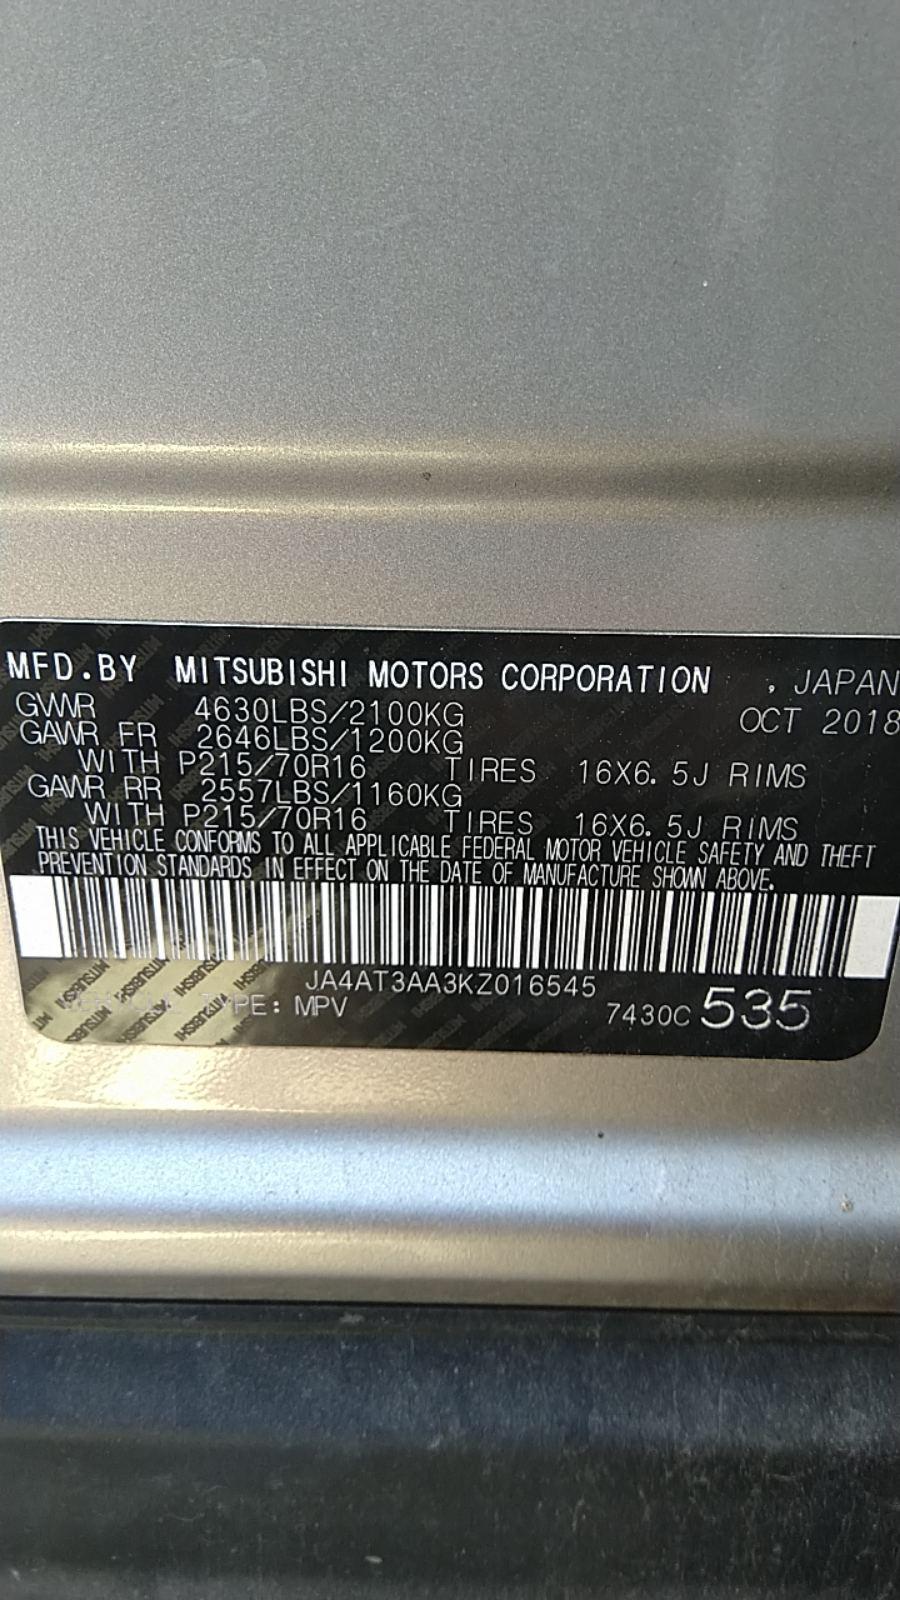 MFD.BY MITSUBISHI MOTORS CORPORATION , JAPAN
GVWR 4630LBS/2100KG OCT 2018
GAWR FR 2646LBS/1200KG
WITH P215/70R16 TIRES 16X6.5J RIMS
GAWR RR 2557LBS/1160KG
WITH P215/70R16 TIRES 16X6.5J RIMS
THIS VEHICLE CONFORMS TO ALL APPLICABLE FEDERAL MOTOR VEHICLE SAFETY AND THEFT
PREVENTION STANDARDS IN EFFECT ON THE DATE OF MANUFACTURE SHOWN ABOVE.
JA4AT3AA3KZ016545
VEHICLE TYPE: MPV 7430C 535